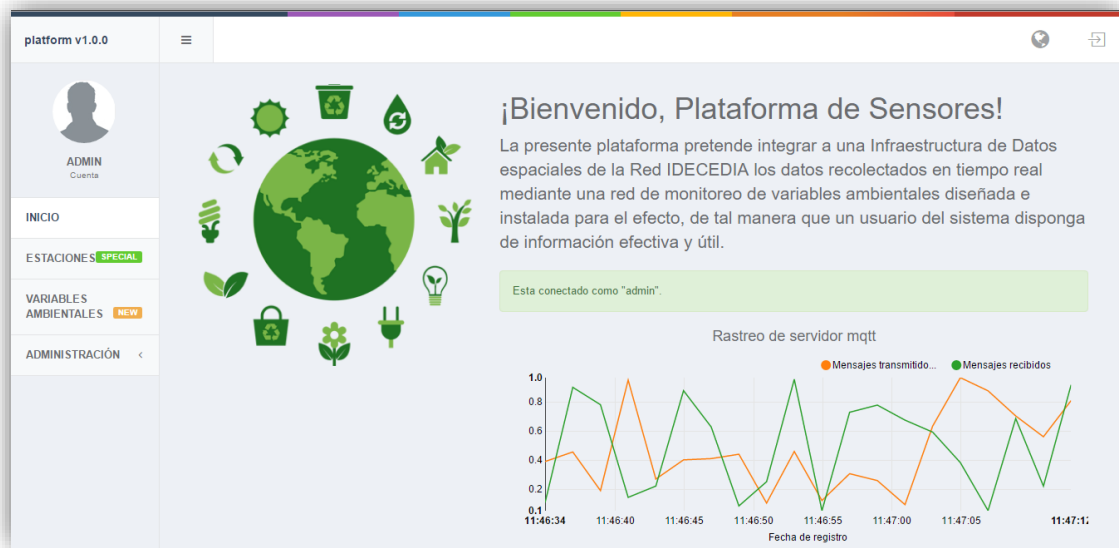 platform v1.0.0
ADMIN
Cuenta
INICIO
ESTACIONES SPECIAL
VARIABLES
AMBIENTALES NEW
ADMINISTRACIÓN <
¡Bienvenido, Plataforma de Sensores!
La presente plataforma pretende integrar a una Infraestructura de Datos
espaciales de la Red IDECEDIA los datos recolectados en tiempo real
mediante una red de monitoreo de variables ambientales diseñada e
instalada para el efecto, de tal manera que un usuario del sistema disponga
de información efectiva y útil.
Esta conectado como "admin".
Rastreo de servidor mqtt
Mensajes transmitido... Mensajes recibidos
1.0
0.8
0.6
0.4
0.2
0.1
11:46:34 11:46:40 11:46:45 11:46:50 11:46:55 11:47:00 11:47:05 11:47:12
Fecha de registro